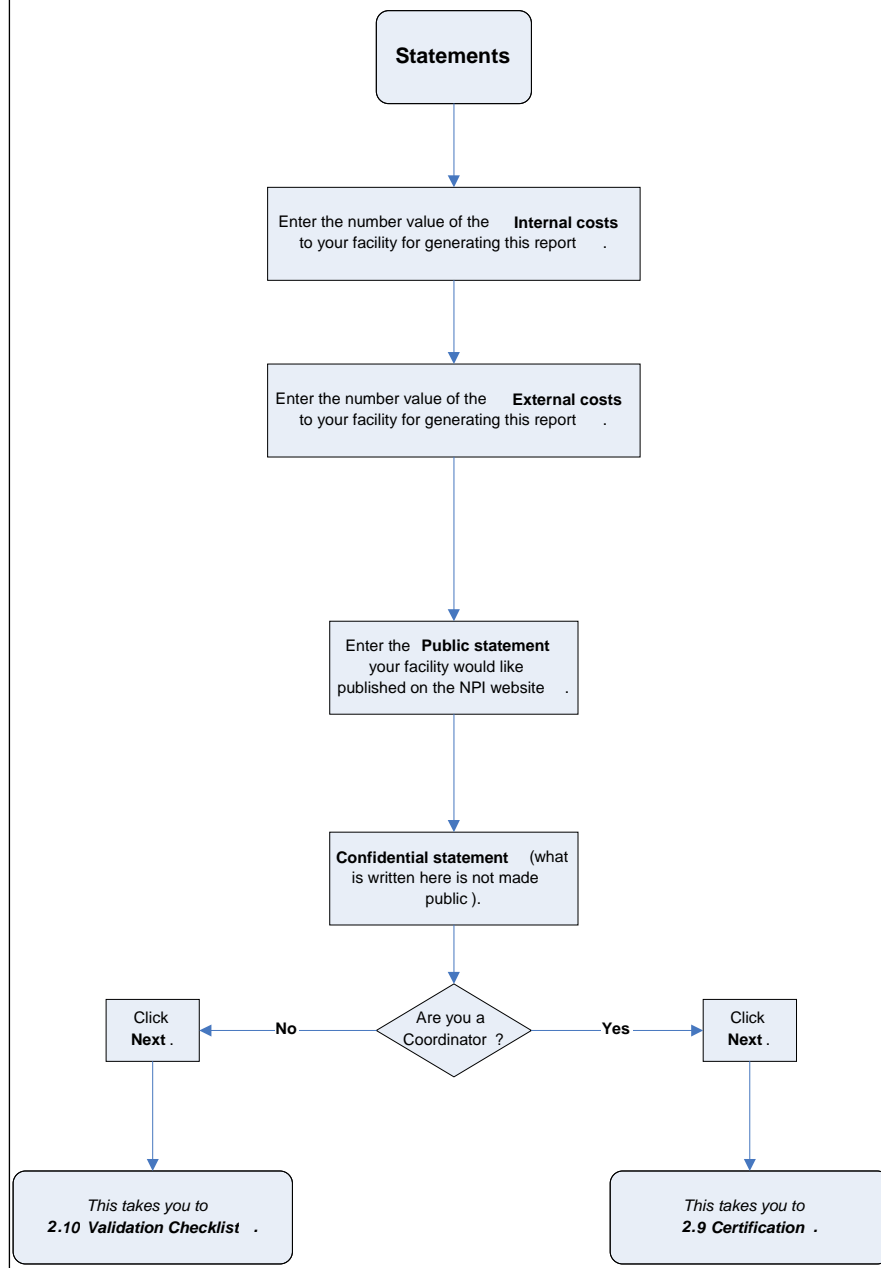 Statements
Enter the number value of the Internal costs
to your facility for generating this report .
Enter the number value of the External costs
to your facility for generating this report .
Enter the Public statement
your facility would like
published on the NPI website .
Confidential statement (what
is written here is not made
public ).
Are you a
Coordinator ?
No
Yes
Click
Next .
Click
Next .
This takes you to
2.10 Validation Checklist .
This takes you to
2.9 Certification .